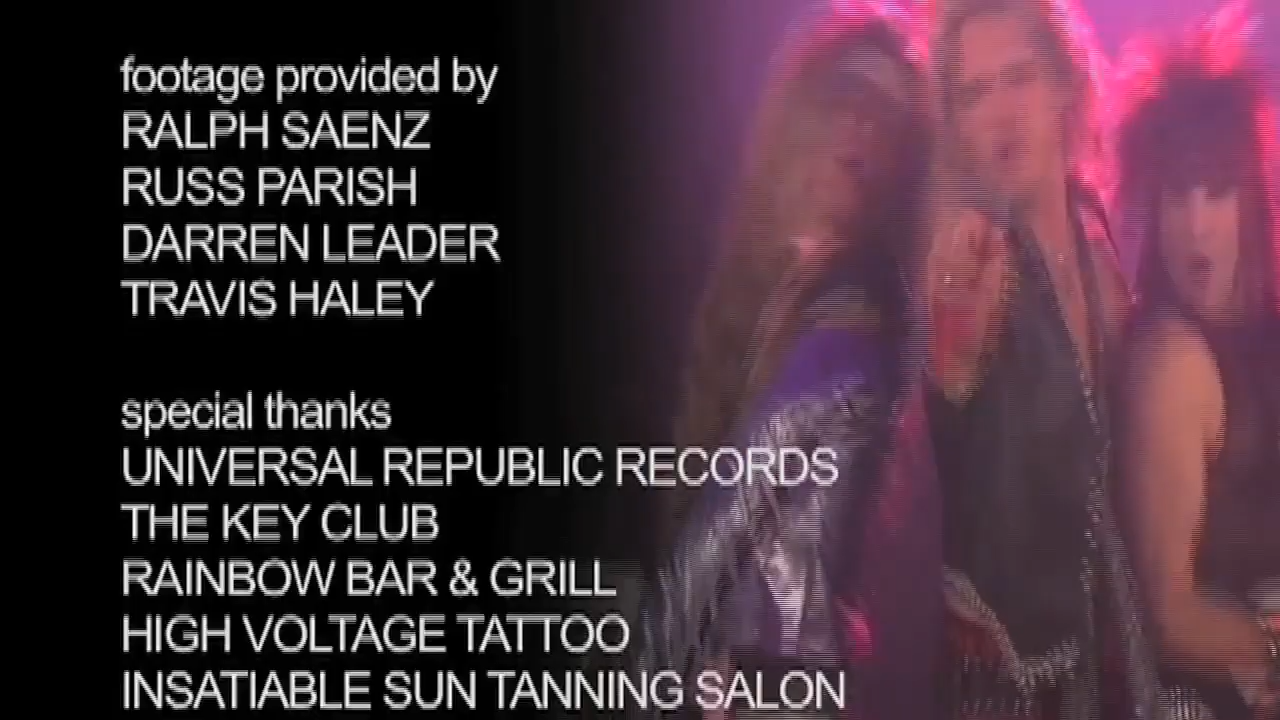 footage provided by
RALPH SAENZ
RUSS PARISH
DARREN LEADER
TRAVIS HALEY
special thanks
UNIVERSAL REPUBLIC RECORDS
THE KEY CLUB
RAINBOW BAR & GRILL
HIGH VOLTAGE TATTOO
INSATIABLE SUN TANNING SALON